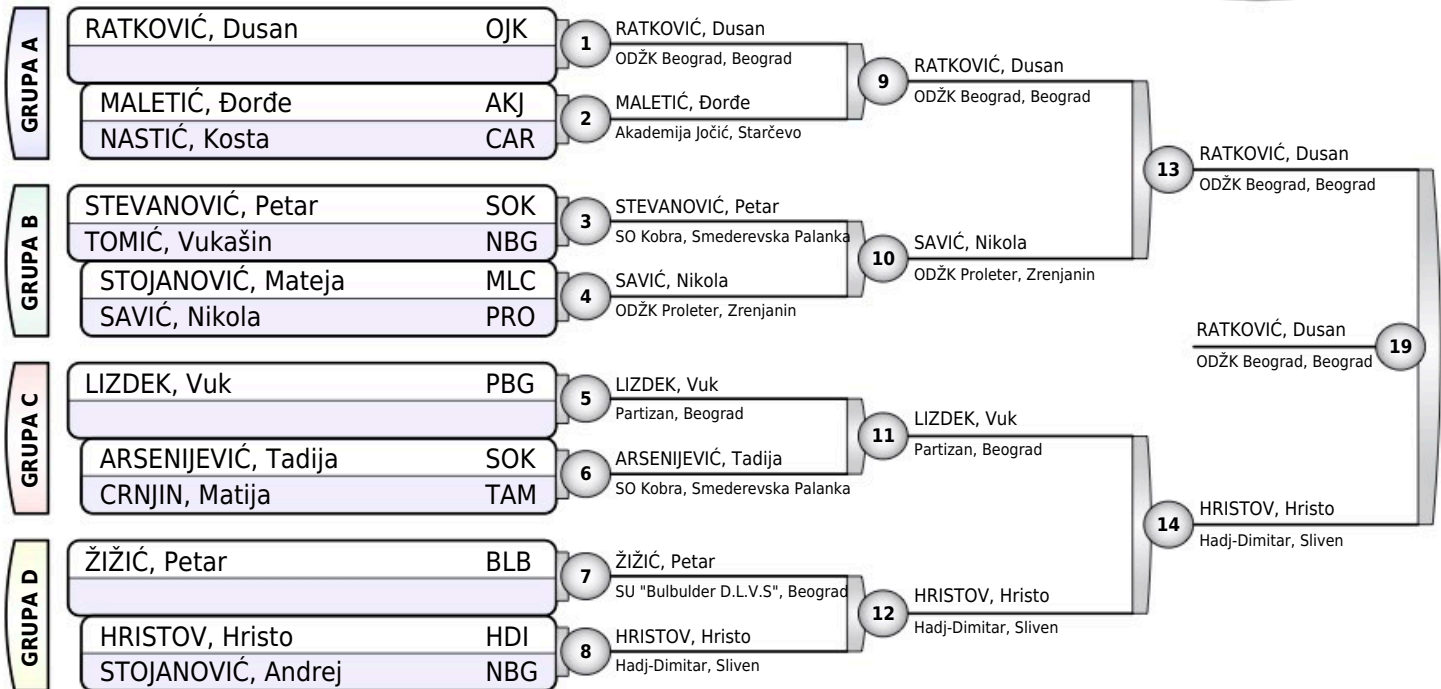 GRUPA A
RATKOVIĆ, Dusan OJK
MALETIĆ, Đorđe AKJ
NASTIĆ, Kosta CAR
GRUPA B
STEVANOVIĆ, Petar SOK
TOMIĆ, Vukašin NBG
STOJANOVIĆ, Mateja MLC
SAVIĆ, Nikola PRO
GRUPA C
LIZDEK, Vuk PBG
ARSENIJEVIĆ, Tadija SOK
CRNJIN, Matija TAM
GRUPA D
ŽIŽIĆ, Petar BLB
HRISTOV, Hristo HDI
STOJANOVIĆ, Andrej NBG
1
RATKOVIĆ, Dusan
ODŽK Beograd, Beograd
2
MALETIĆ, Đorđe
Akademija Jočić, Starčevo
3
STEVANOVIĆ, Petar
SO Kobra, Smederevska Palanka
4
SAVIĆ, Nikola
ODŽK Proleter, Zrenjanin
5
LIZDEK, Vuk
Partizan, Beograd
6
ARSENIJEVIĆ, Tadija
SO Kobra, Smederevska Palanka
7
ŽIŽIĆ, Petar
SU "Bulbulder D.L.V.S", Beograd
8
HRISTOV, Hristo
Hadj-Dimitar, Sliven
9
RATKOVIĆ, Dusan
ODŽK Beograd, Beograd
10
SAVIĆ, Nikola
ODŽK Proleter, Zrenjanin
11
LIZDEK, Vuk
Partizan, Beograd
12
HRISTOV, Hristo
Hadj-Dimitar, Sliven
13
RATKOVIĆ, Dusan
ODŽK Beograd, Beograd
14
HRISTOV, Hristo
Hadj-Dimitar, Sliven
RATKOVIĆ, Dusan
ODŽK Beograd, Beograd
19